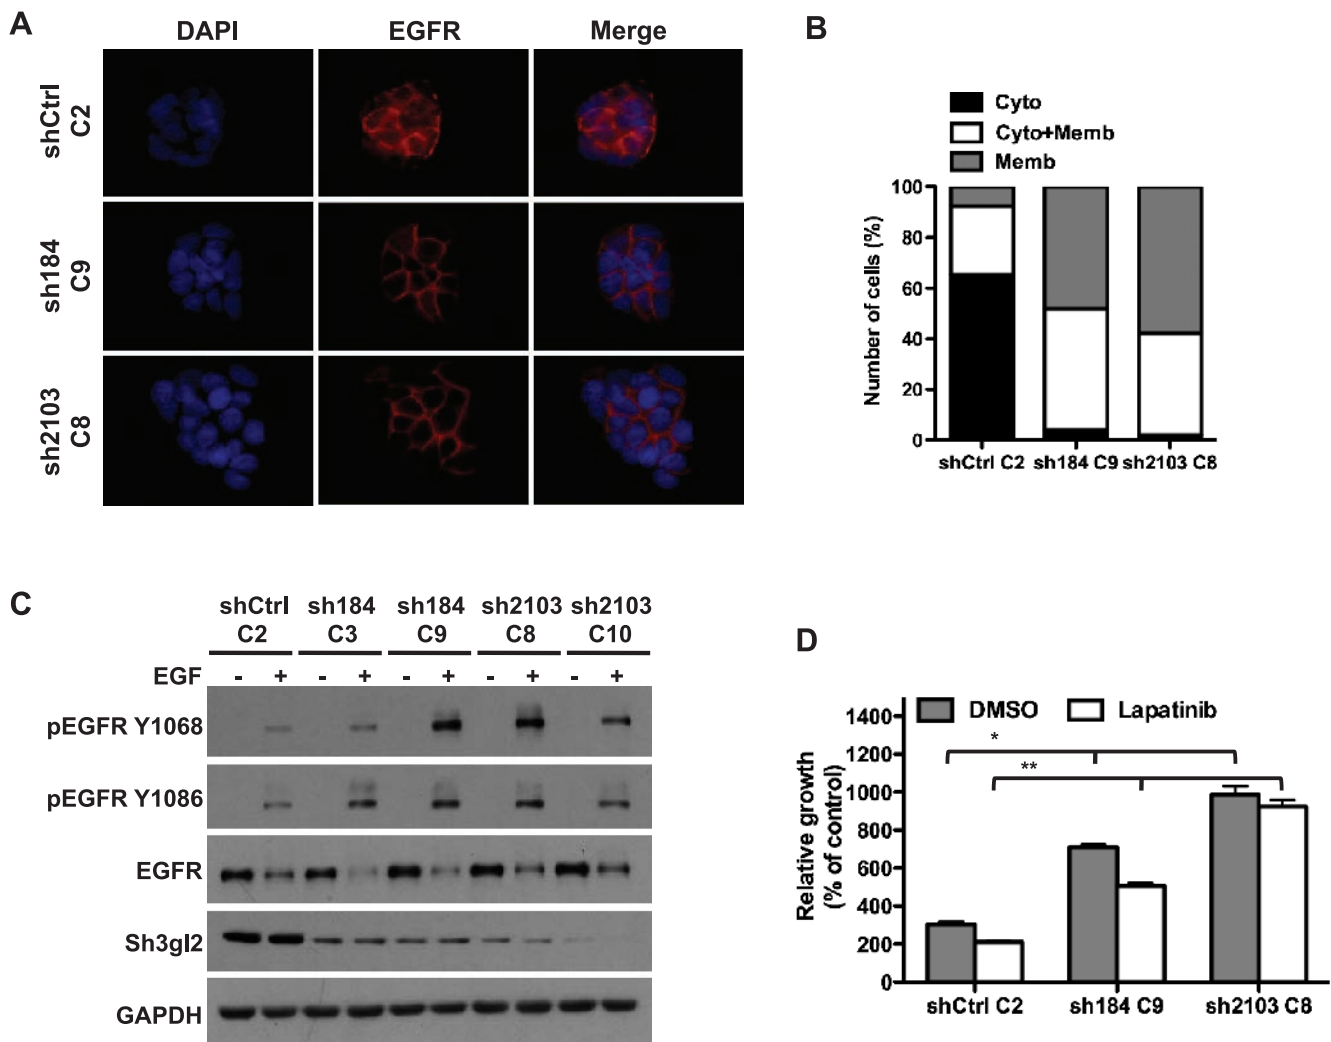 A
DAPI EGFR Merge
shCtrl
C2
sh184
C9
sh2103
C8
B
Cyto
Cyto+Memb
Memb
Number of cells (%)
100
80
60
40
20
0
shCtrl C2 sh184 C9 sh2103 C8
C
shCtrl sh184 sh184 sh2103 sh2103
C2 C3 C9 C8 C10
EGF - + - + - + - + - +
pEGFR Y1068
pEGFR Y1086
EGFR
Sh3gl2
GAPDH
D
DMSO Lapatinib
Relative growth
(% of control)
1400
1200
1000
800
600
400
200
0
*
**
shCtrl C2 sh184 C9 sh2103 C8